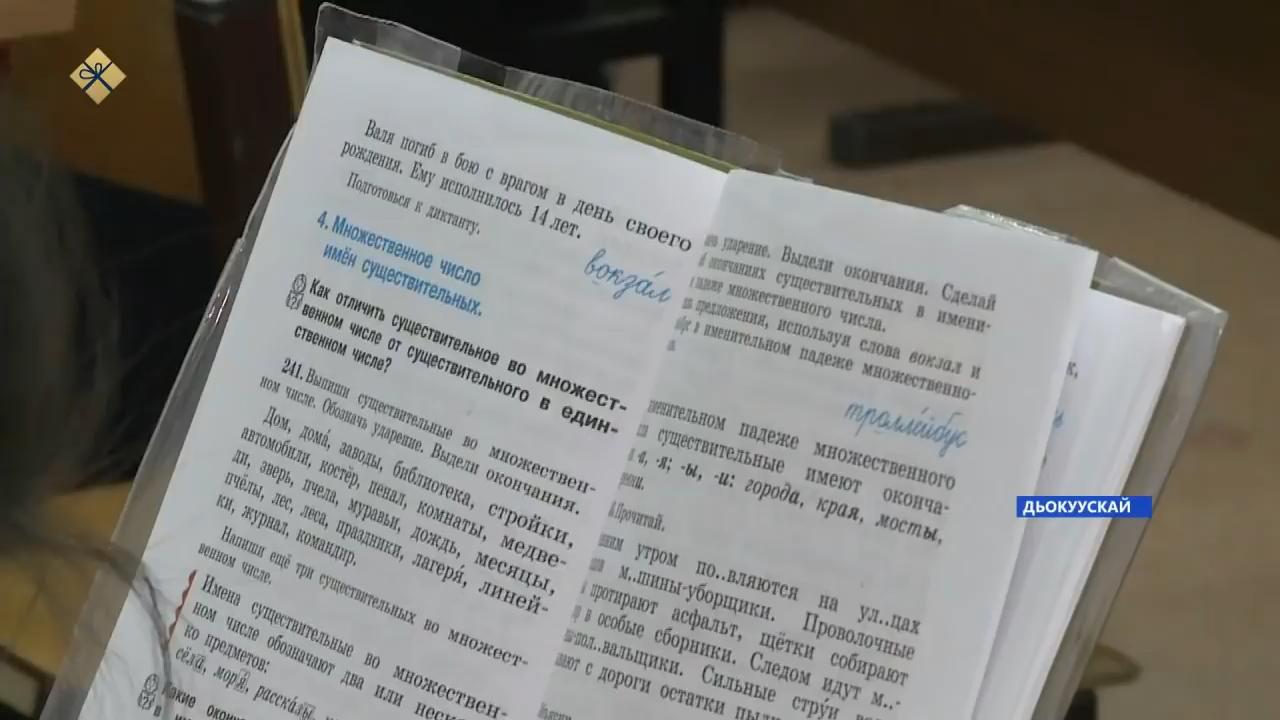 Валя погиб в бою с врагом в день своего
рождения. Ему исполнилось 14 лет.
Подготовься к диктанту.
4. Множественное число
имён существительных.
вокза́л
Как отличить существительное во множест-
венном числе от существительного в един-
ственном числе?
241. Выпиши существительные во множествен-
ном числе. Обозначь ударение. Выдели окончания.
Дом, дома́, заводы, библиотека, стройки,
автомобили, костёр, пенал, комнаты, медве-
ди, зверь, пчела, муравьи, дождь, месяцы,
пчёлы, лес, леса, праздники, лагеря́, линей-
ки, журнал, командир.
Напиши ещё три существительных во множест-
венном числе.
Имена существительные во множествен-
ном числе обозначают два или
ко предметов:
сёла, моря, расска́зы,
Какие
ударение. Выдели окончания. Сделай
существительных в имени-
множественного числа.
предложения, используя слова вокзал и
в именительном падеже множественно-
троллейбус
падеже множественного
существительные имеют оконча-
-я; -ы, -и: города, края, мосты,
Прочитай.
утром по..вляются на ул..цах
м..шины-уборщики. Проволочные
протирают асфальт, щётки собирают
в особые сборники. Следом идут м..-
пол..вальщики. Сильные струи
с дороги остатки
ДЬОКУУСКАЙ